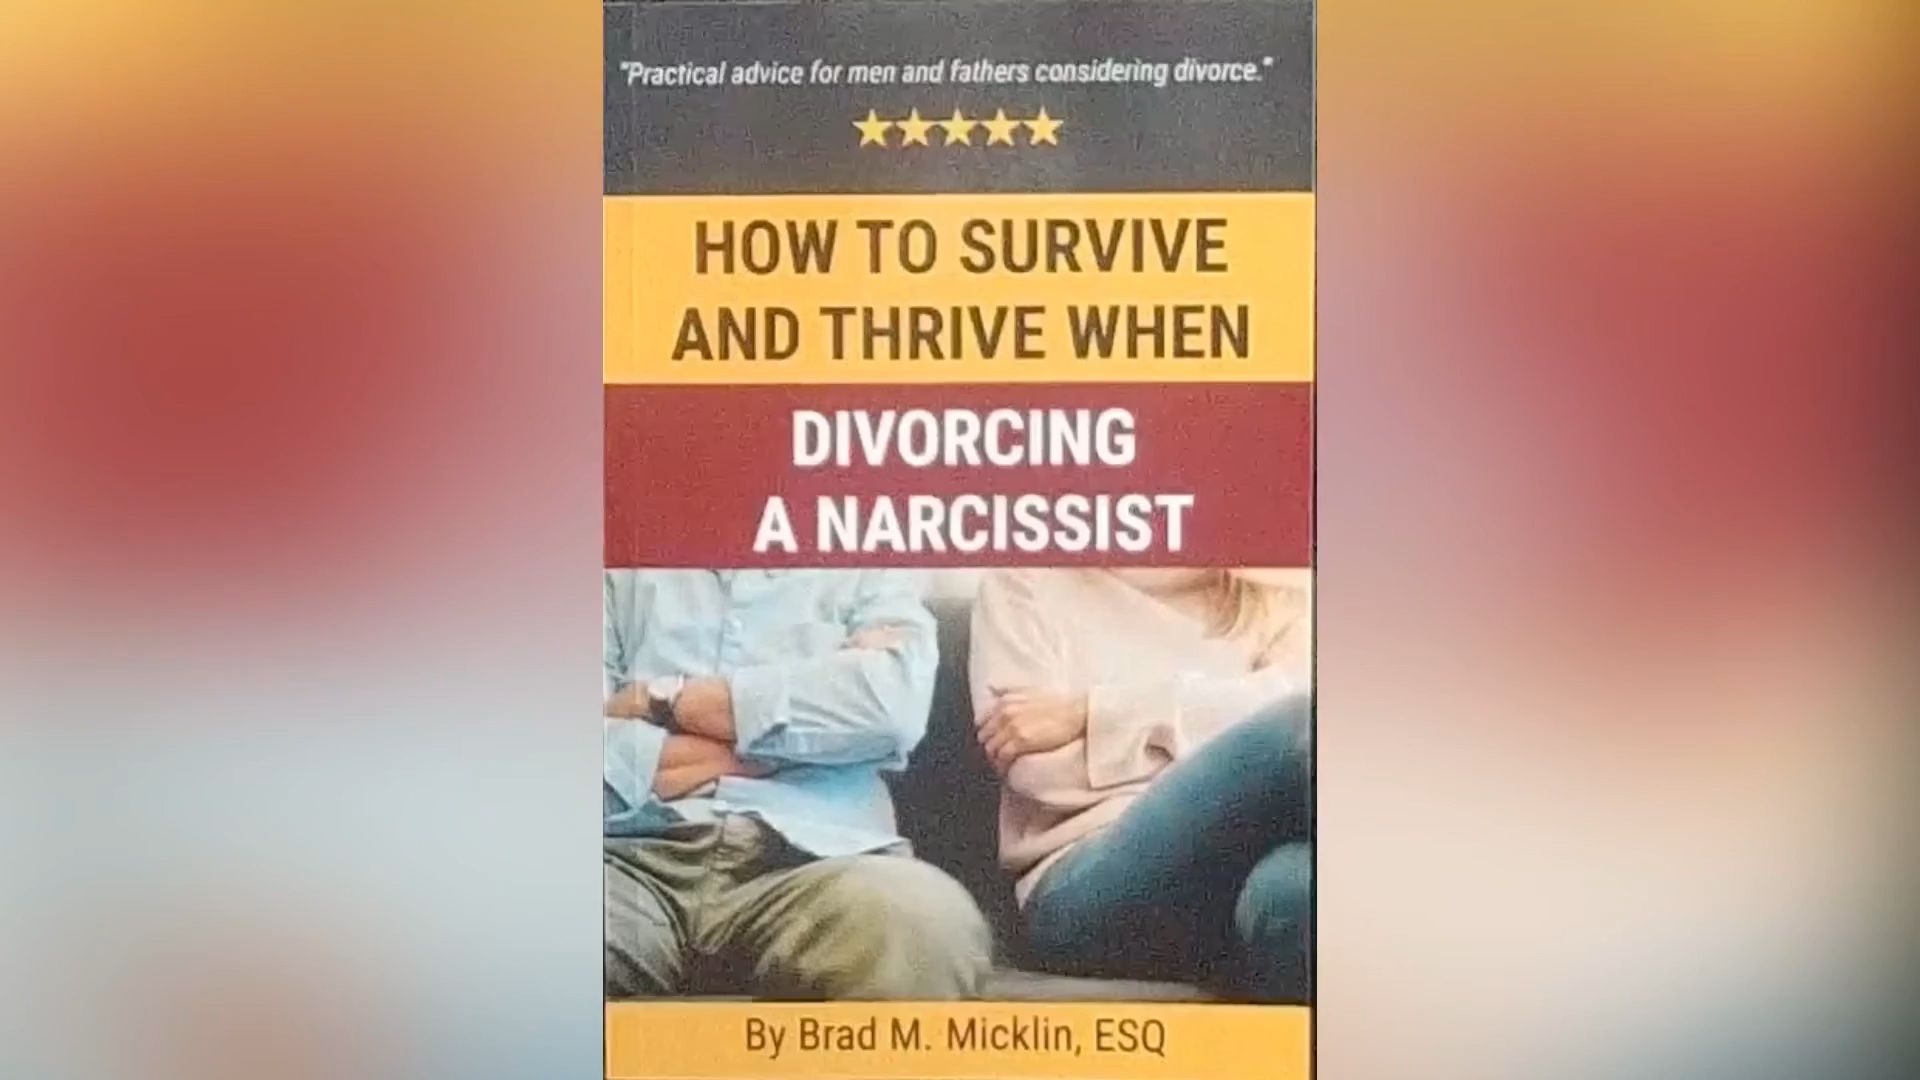 "Practical advice for men and fathers considering divorce."
HOW TO SURVIVE
AND THRIVE WHEN
DIVORCING
A NARCISSIST
By Brad M. Micklin, ESQ